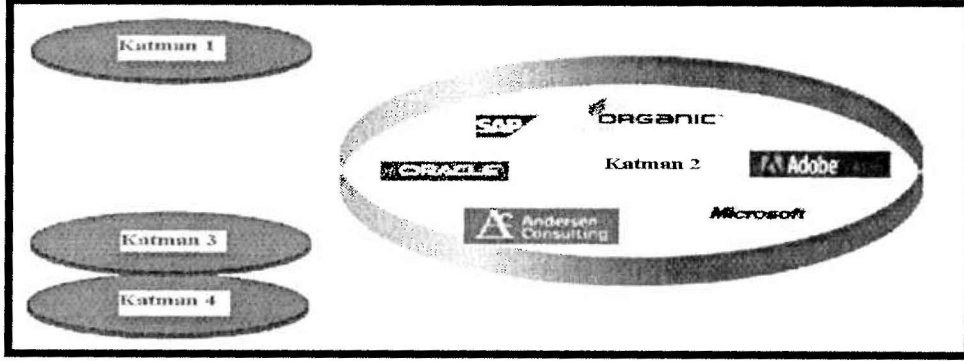 Katman 1
SAP
ORGANIC
ORACLE
Katman 2
Adobe
Andersen
Consulting
Microsoft
Katman 3
Katman 4